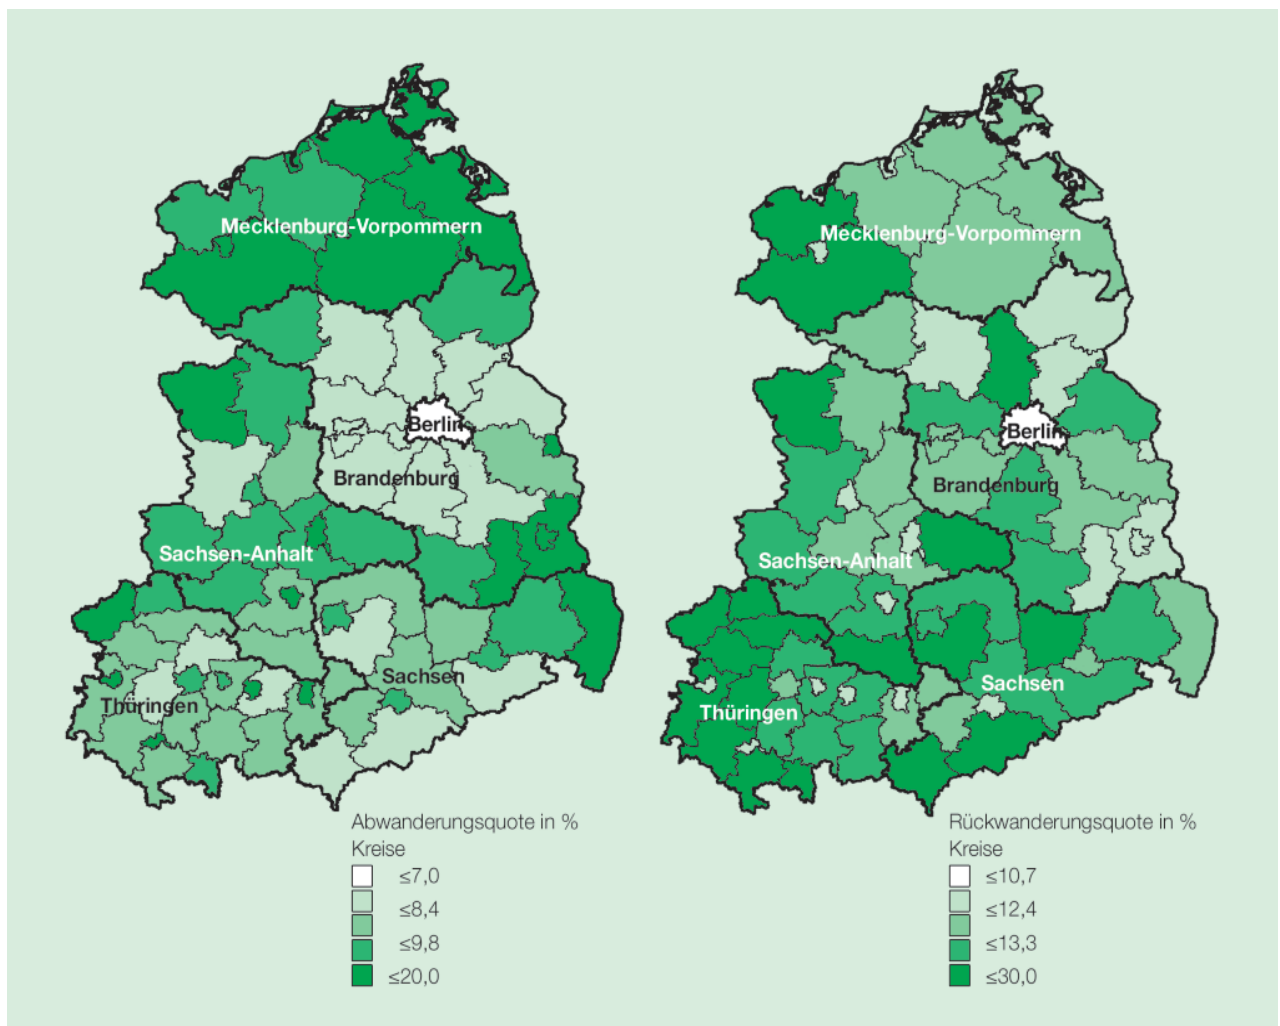 Mecklenburg-Vorpommern
Berlin
Brandenburg
Sachsen-Anhalt
Sachsen
Thüringen
Abwanderungsquote in %
Kreise
≤7,0
≤8,4
≤9,8
≤20,0
Mecklenburg-Vorpommern
Berlin
Brandenburg
Sachsen-Anhalt
Sachsen
Thüringen
Rückwanderungsquote in %
Kreise
≤10,7
≤12,4
≤13,3
≤30,0